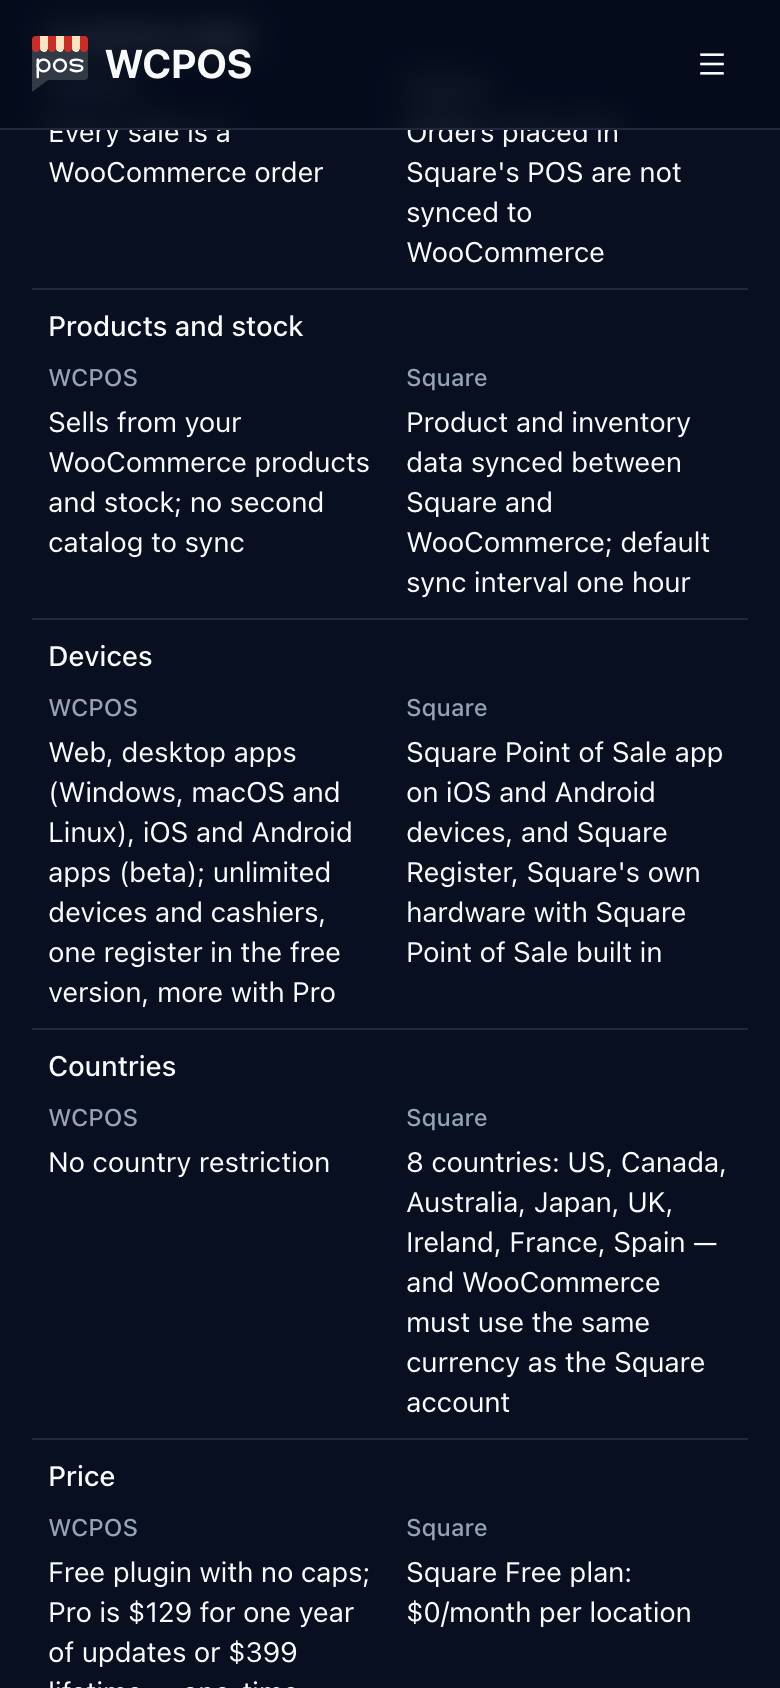 pos
WCPOS
Every sale is a
WooCommerce order
Orders placed in
Square's POS are not
synced to
WooCommerce
Products and stock
WCPOS
Sells from your
WooCommerce products
and stock; no second
catalog to sync
Square
Product and inventory
data synced between
Square and
WooCommerce; default
sync interval one hour
Devices
WCPOS
Web, desktop apps
(Windows, macOS and
Linux), iOS and Android
apps (beta); unlimited
devices and cashiers,
one register in the free
version, more with Pro
Square
Square Point of Sale app
on iOS and Android
devices, and Square
Register, Square's own
hardware with Square
Point of Sale built in
Countries
WCPOS
No country restriction
Square
8 countries: US, Canada,
Australia, Japan, UK,
Ireland, France, Spain —
and WooCommerce
must use the same
currency as the Square
account
Price
WCPOS
Free plugin with no caps;
Pro is $129 for one year
of updates or $399
Square
Square Free plan:
$0/month per location